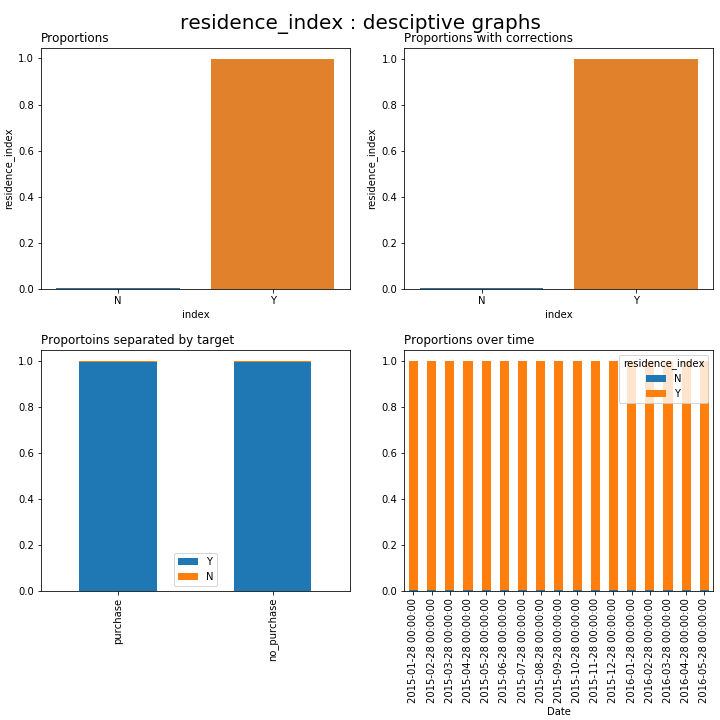 residence_index : desciptive graphs
Proportions
1.0
0.8
0.6
0.4
0.2
0.0
residence_index
N
Y
index
Proportions with corrections
1.0
0.8
0.6
0.4
0.2
0.0
residence_index
N
Y
index
Proportoins separated by target
1.0
0.8
0.6
0.4
0.2
0.0
Y
N
purchase
no_purchase
Proportions over time
1.0
0.8
0.6
0.4
0.2
0.0
residence_index
N
Y
2015-01-28 00:00:00
2015-02-28 00:00:00
2015-03-28 00:00:00
2015-04-28 00:00:00
2015-05-28 00:00:00
2015-06-28 00:00:00
2015-07-28 00:00:00
2015-08-28 00:00:00
2015-09-28 00:00:00
2015-10-28 00:00:00
2015-11-28 00:00:00
2015-12-28 00:00:00
2016-01-28 00:00:00
2016-02-28 00:00:00
2016-03-28 00:00:00
2016-04-28 00:00:00
2016-05-28 00:00:00
Date